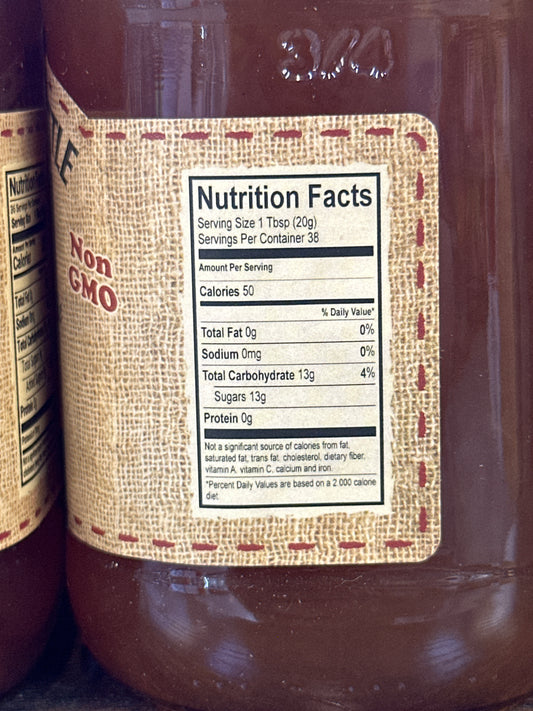 TLE
Non
GMO
Nutrition Facts
Serving Size 1 Tbsp (20g)
Servings Per Container 38
Amount Per Serving
Calories 50
% Daily Value*
Total Fat 0g 0%
Sodium 0mg 0%
Total Carbohydrate 13g 4%
Sugars 13g
Protein 0g
Not a significant source of calories from fat,
saturated fat, trans fat, cholesterol, dietary fiber,
vitamin A, vitamin C, calcium and iron.
*Percent Daily Values are based on a 2,000 calorie
diet.